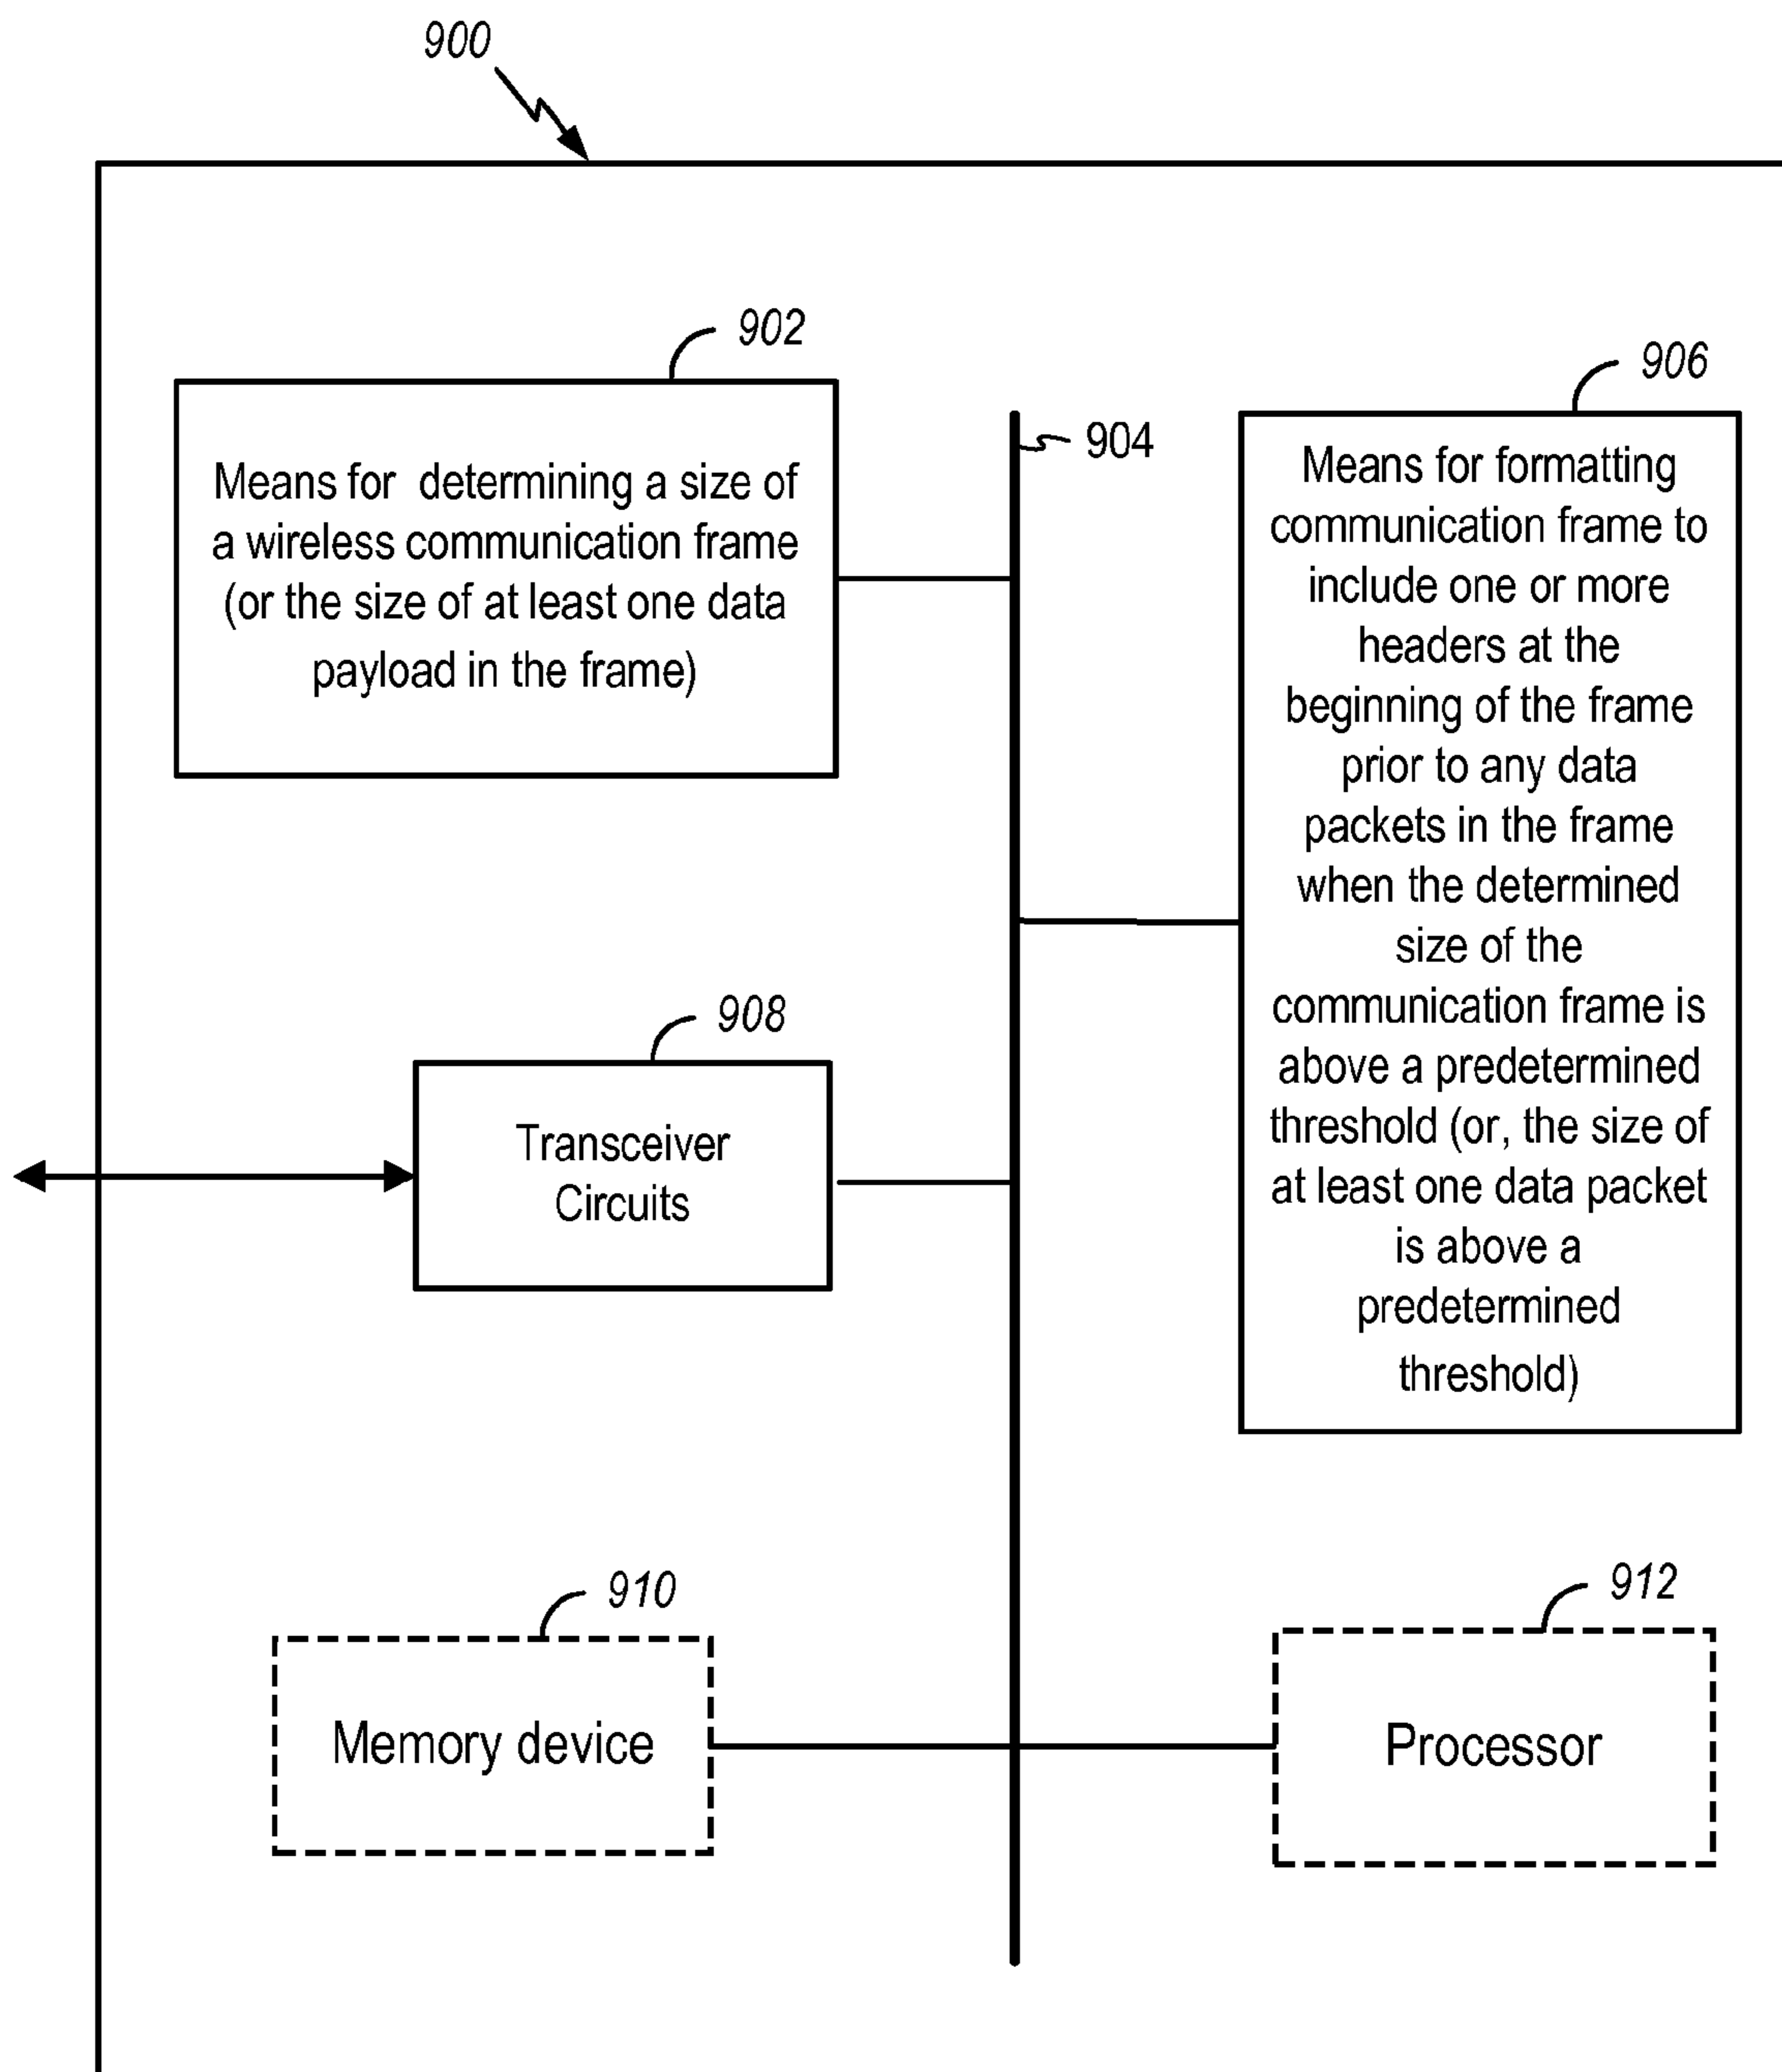 900
902
Means for determining a size of
a wireless communication frame
(or the size of at least one data
payload in the frame)
904
906
Means for formatting
communication frame to
include one or more
headers at the
beginning of the frame
prior to any data
packets in the frame
when the determined
size of the
communication frame is
above a predetermined
threshold (or, the size of
at least one data packet
is above a
predetermined
threshold)
908
Transceiver
Circuits
910
Memory device
912
Processor